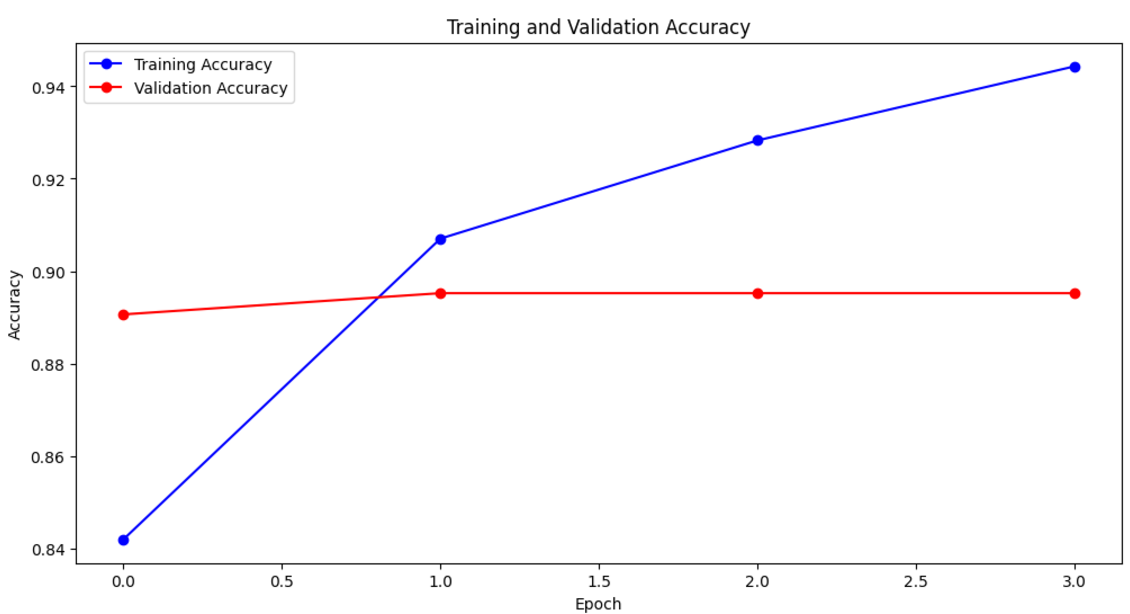 Training and Validation Accuracy
Training Accuracy
Validation Accuracy
0.94
0.92
0.90
0.88
0.86
0.84
Accuracy
0.0 0.5 1.0 1.5 2.0 2.5 3.0
Epoch